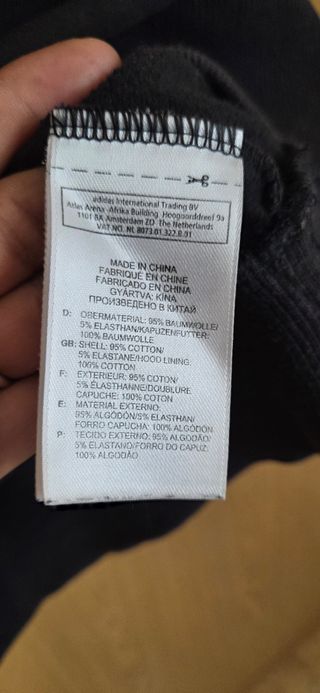 adidas International Trading BV
Atlas Arena -Afrika Building Hoogoorddreef 9a
1101 BA Amsterdam ZO The Netherlands
VAT NO. NL 8073.01.322.B.01
MADE IN CHINA
FABRIQUÉ EN CHINE
FABRICADO EN CHINA
GYÁRTVA: KÍNA
ПРОИЗВЕДЕНО В КИТАЙ
D: OBERMATERIAL: 95% BAUMWOLLE/
5% ELASTHAN/KAPUZENFUTTER:
100% BAUMWOLLE
GB: SHELL: 95% COTTON/
5% ELASTANE/HOOD LINING:
100% COTTON
F: EXTERIEUR: 95% COTON/
5% ÉLASTHANNE/DOUBLURE
CAPUCHE: 100% COTON
E: MATERIAL EXTERNO:
95% ALGODÓN/5% ELASTHAN/
FORRO CAPUCHA: 100% ALGODÓN
P: TECIDO EXTERNO: 95% ALGODÃO/
5% ELASTANO/FORRO DO CAPUZ:
100% ALGODÃO